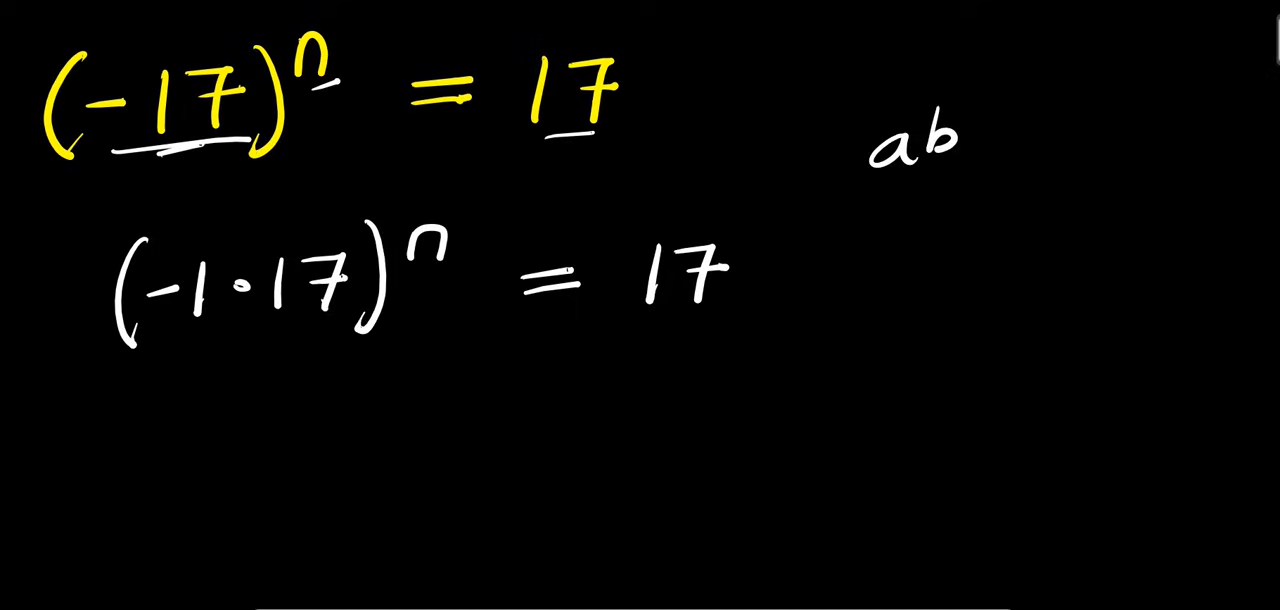 (-17)ⁿ = 17
ab
(-1·17)ⁿ = 17